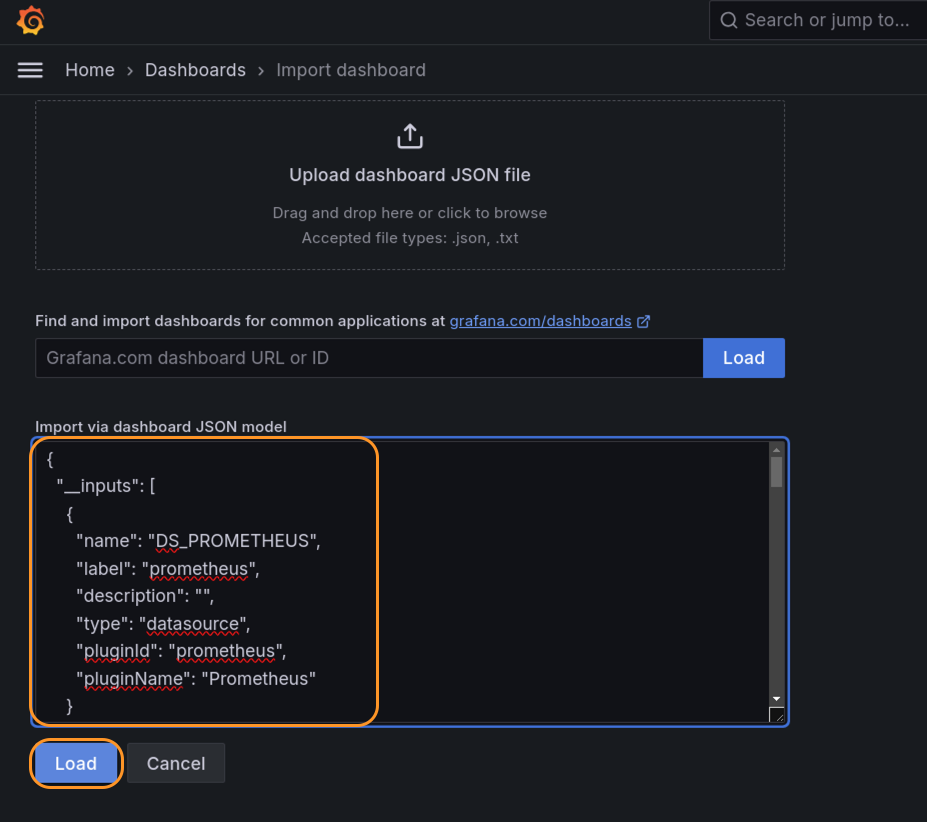 Search or jump to...
Home › Dashboards › Import dashboard
Upload dashboard JSON file
Drag and drop here or click to browse
Accepted file types: .json, .txt
Find and import dashboards for common applications at grafana.com/dashboards
Grafana.com dashboard URL or ID
Load
Import via dashboard JSON model
{
"__inputs": [
{
"name": "DS_PROMETHEUS",
"label": "prometheus",
"description": "",
"type": "datasource",
"pluginId": "prometheus",
"pluginName": "Prometheus"
}
Load
Cancel